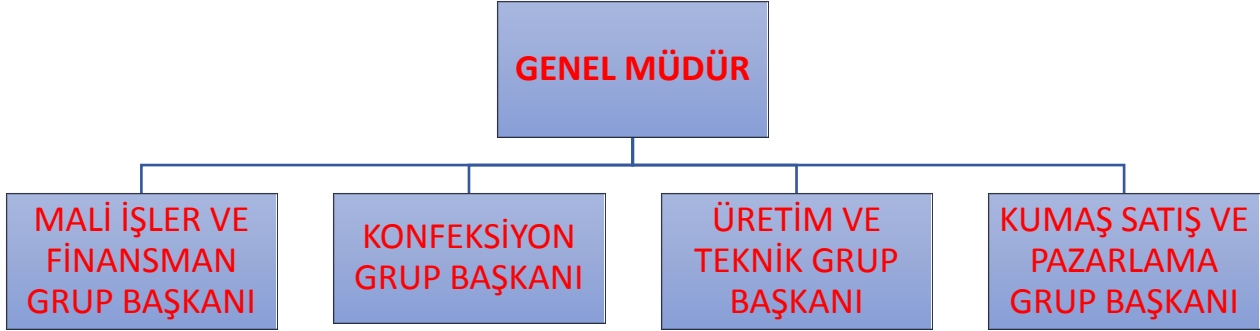 GENEL MÜDÜR
MALİ İŞLER VE
FİNANSMAN
GRUP BAŞKANI
KONFEKSİYON
GRUP BAŞKANI
ÜRETİM VE
TEKNİK GRUP
BAŞKANI
KUMAŞ SATIŞ VE
PAZARLAMA
GRUP BAŞKANI